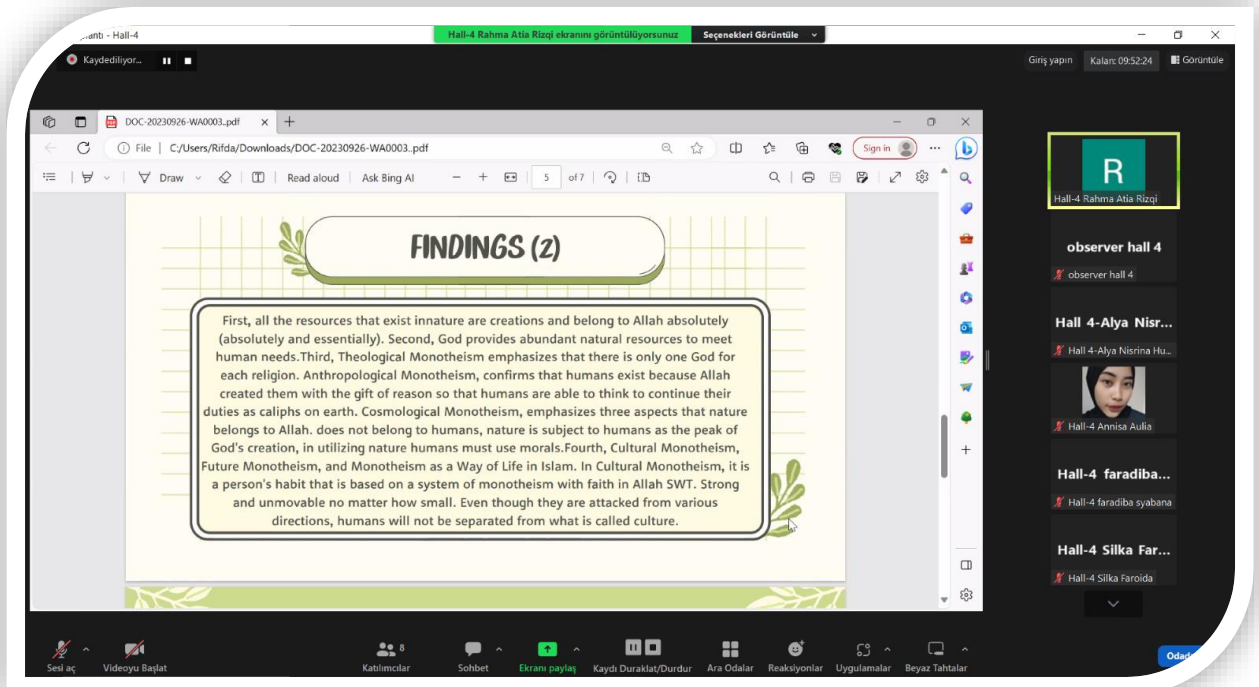 Hall-4
Hall-4 Rahma Atia Rizqi ekranını görüntülüyorsunuz
Seçenekleri Görüntüle
Kaydediliyor...
Giriş yapın
Kalan: 09:52:24
Görüntüle
DOC-20230926-WA0003..pdf
File | C:/Users/Rifda/Downloads/DOC-20230926-WA0003..pdf
Sign in
Draw
Read aloud
Ask Bing AI
5 of 7
FINDINGS (2)
First, all the resources that exist innature are creations and belong to Allah absolutely
(absolutely and essentially). Second, God provides abundant natural resources to meet
human needs.Third, Theological Monotheism emphasizes that there is only one God for
each religion. Anthropological Monotheism, confirms that humans exist because Allah
created them with the gift of reason so that humans are able to think to continue their
duties as caliphs on earth. Cosmological Monotheism, emphasizes three aspects that nature
belongs to Allah. does not belong to humans, nature is subject to humans as the peak of
God's creation, in utilizing nature humans must use morals.Fourth, Cultural Monotheism,
Future Monotheism, and Monotheism as a Way of Life in Islam. In Cultural Monotheism, it is
a person's habit that is based on a system of monotheism with faith in Allah SWT. Strong
and unmovable no matter how small. Even though they are attacked from various
directions, humans will not be separated from what is called culture.
R
Hall-4 Rahma Atia Rizqi
observer hall 4
observer hall 4
Hall 4-Alya Nisr...
Hall 4-Alya Nisrina Hu...
Hall-4 Annisa Aulia
Hall-4 faradiba...
Hall-4 faradiba syabana
Hall-4 Silka Far...
Hall-4 Silka Faroida
Sesi aç
Videoyu Başlat
8
Katılımcılar
Sohbet
Ekranı paylaş
Kaydı Duraklat/Durdur
Ara Odalar
Reaksiyonlar
Uygulamalar
Beyaz Tahtalar